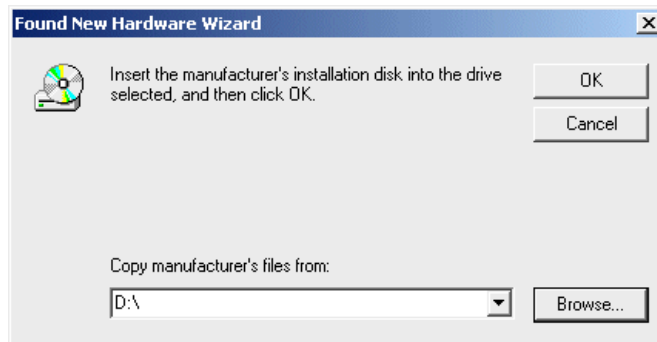 Found New Hardware Wizard
Insert the manufacturer's installation disk into the drive
selected, and then click OK.
OK
Cancel
Copy manufacturer's files from:
D:\
Browse...